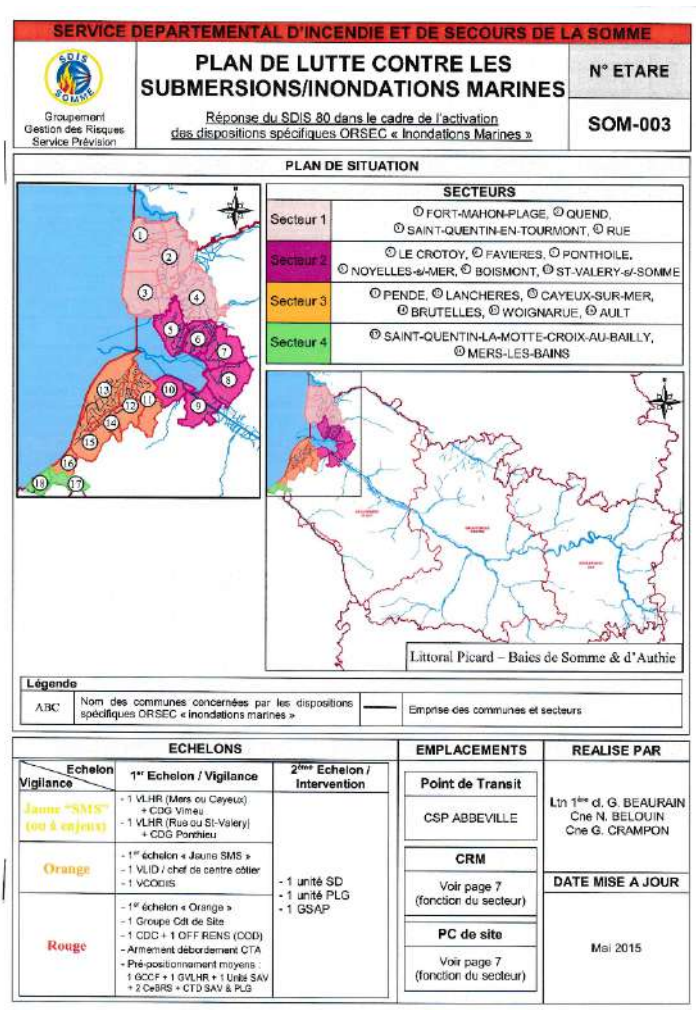 SERVICE DEPARTEMENTAL D'INCENDIE ET DE SECOURS DE LA SOMME
SDIS
SOMME
Groupement
Gestion des Risques
Service Prévision
PLAN DE LUTTE CONTRE LES
SUBMERSIONS/INONDATIONS MARINES
Réponse du SDIS 80 dans le cadre de l'activation
des dispositions spécifiques ORSEC « Inondations Marines »
N° ETARE
SOM-003
PLAN DE SITUATION
1
2
3
4
5
6
7
8
9
10
11
12
13
14
15
16
17
18
SECTEURS
Secteur 1
① FORT-MAHON-PLAGE, ② QUEND,
③ SAINT-QUENTIN-EN-TOURMONT, ④ RUE
Secteur 2
⑤ LE CROTOY, ⑥ FAVIERES, ⑦ PONTHOILE,
⑧ NOYELLES-s/-MER, ⑨ BOISMONT, ⑩ ST-VALERY-s/-SOMME
Secteur 3
⑪ PENDE, ⑫ LANCHERES, ⑬ CAYEUX-SUR-MER,
⑭ BRUTELLES, ⑮ WOIGNARUE, ⑯ AULT
Secteur 4
⑰ SAINT-QUENTIN-LA-MOTTE-CROIX-AU-BAILLY,
⑱ MERS-LES-BAINS
Littoral Picard – Baies de Somme & d'Authie
Légende
ABC
Nom des communes concernées par les dispositions
spécifiques ORSEC « inondations marines »
Emprise des communes et secteurs
ECHELONS
Echelon
Vigilance
1er Echelon / Vigilance
2ème Echelon /
Intervention
Jaune "SMS"
(ou à enjeux)
- 1 VLHR (Mers ou Cayeux)
+ CDG Vimeu
- 1 VLHR (Rue ou St-Valery)
+ CDG Ponthieu
Orange
- 1er échelon « Jaune SMS »
- 1 VLID / chef de centre côtier
- 1 VCODIS
Rouge
- 1er échelon « Orange »
- 1 Groupe Cdt de Site
- 1 CDC + 1 OFF RENS (COD)
- Armement débordement CTA
- Pré-positionnement moyens :
1 GCCF + 1 GVLHR + 1 Unité SAV
+ 2 CeBRS + CTD SAV & PLG
- 1 unité SD
- 1 unité PLG
- 1 GSAP
EMPLACEMENTS
Point de Transit
CSP ABBEVILLE
CRM
Voir page 7
(fonction du secteur)
PC de site
Voir page 7
(fonction du secteur)
REALISE PAR
Ltn 1ère cl. G. BEAURAIN
Cne N. BELOUIN
Cne G. CRAMPON
DATE MISE A JOUR
Mai 2015